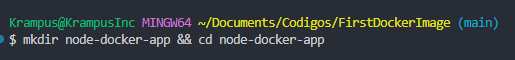 Krampus@KrampusInc MINGW64 ~/Documents/Codigos/FirstDockerImage (main)
$ mkdir node-docker-app && cd node-docker-app